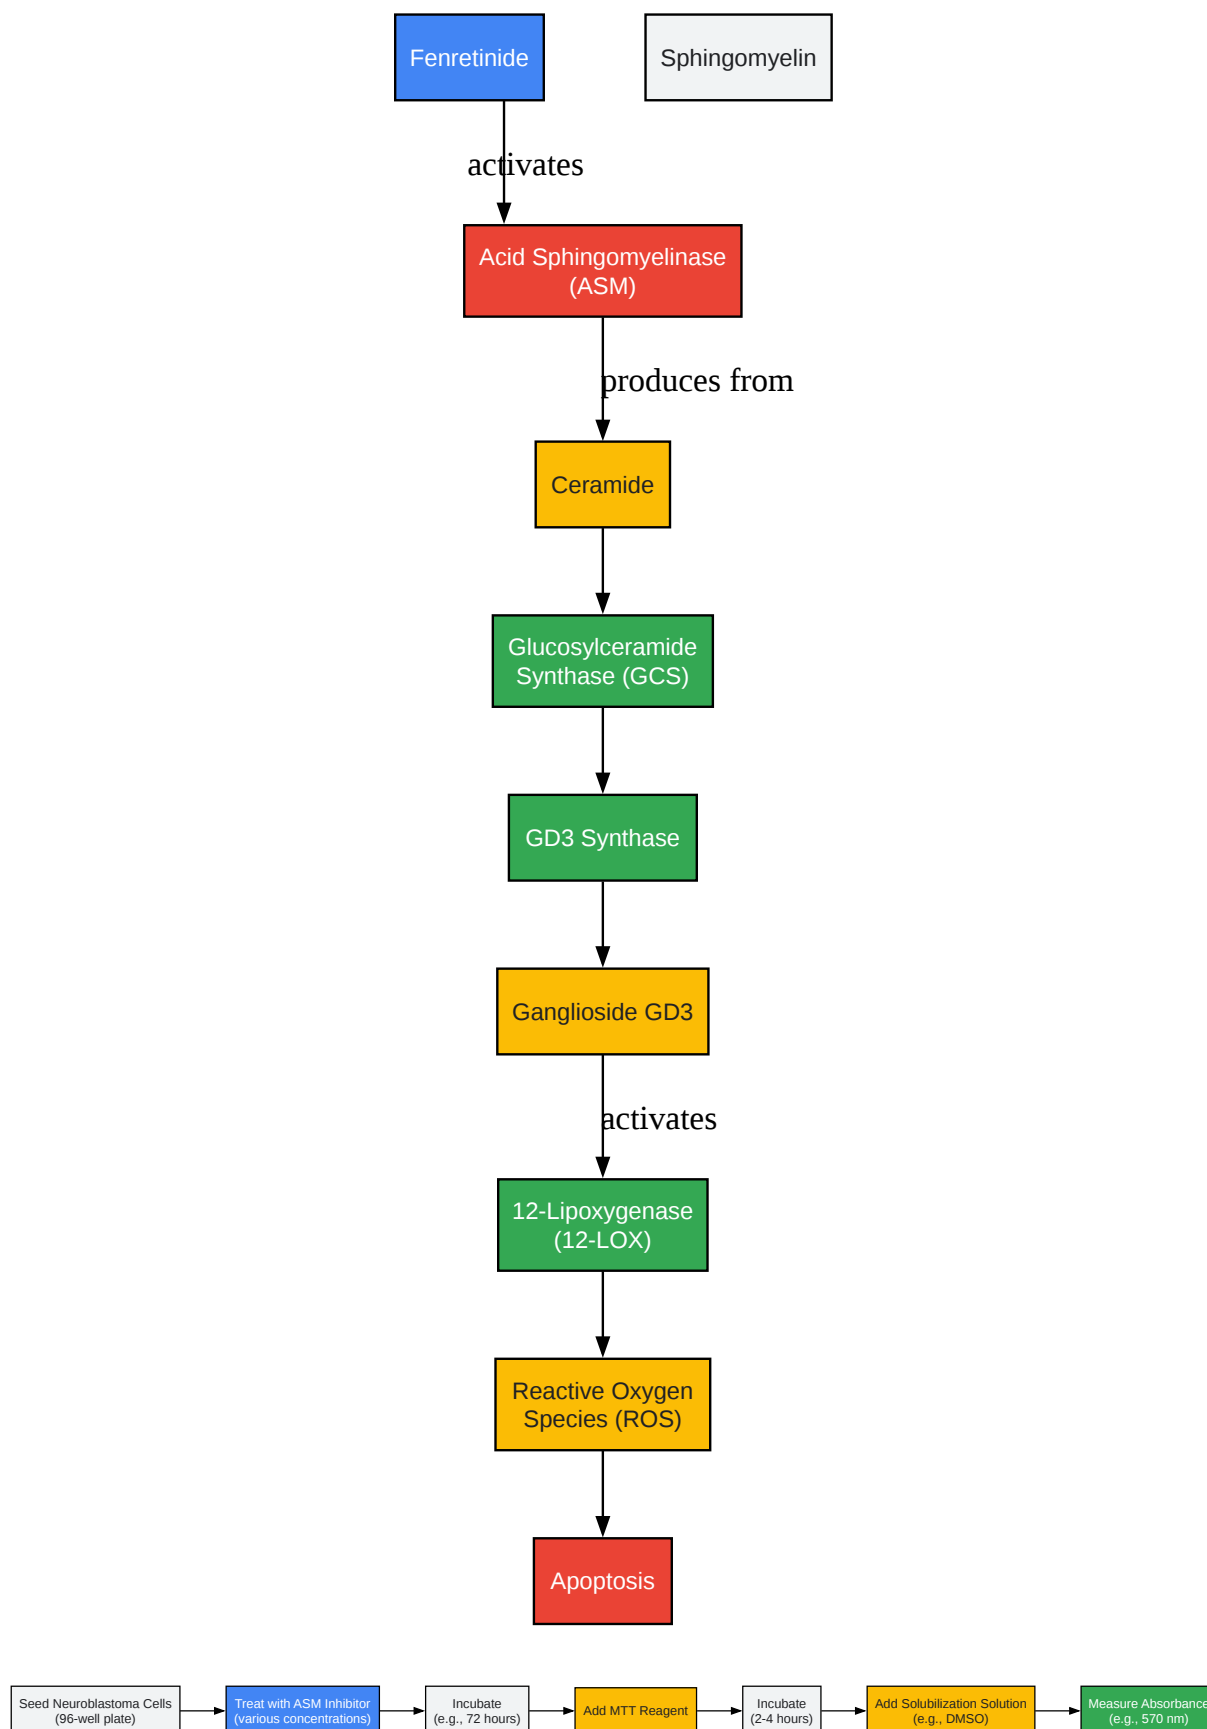 Fenretinide
Sphingomyelin
activates
Acid Sphingomyelinase
(ASM)
produces from
Ceramide
Glucosylceramide
Synthase (GCS)
GD3 Synthase
Ganglioside GD3
activates
12-Lipoxygenase
(12-LOX)
Reactive Oxygen
Species (ROS)
Apoptosis
Seed Neuroblastoma Cells
(96-well plate)
Treat with ASM Inhibitor
(various concentrations)
Incubate
(e.g., 72 hours)
Add MTT Reagent
Incubate
(2-4 hours)
Add Solubilization Solution
(e.g., DMSO)
Measure Absorbance
(e.g., 570 nm)